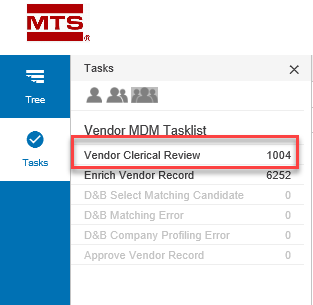 MTS
®
Tasks
Tree
Vendor MDM Tasklist
Vendor Clerical Review 1004
Tasks
Enrich Vendor Record 6252
D&B Select Matching Candidate 0
D&B Matching Error 0
D&B Company Profiling Error 0
Approve Vendor Record 0